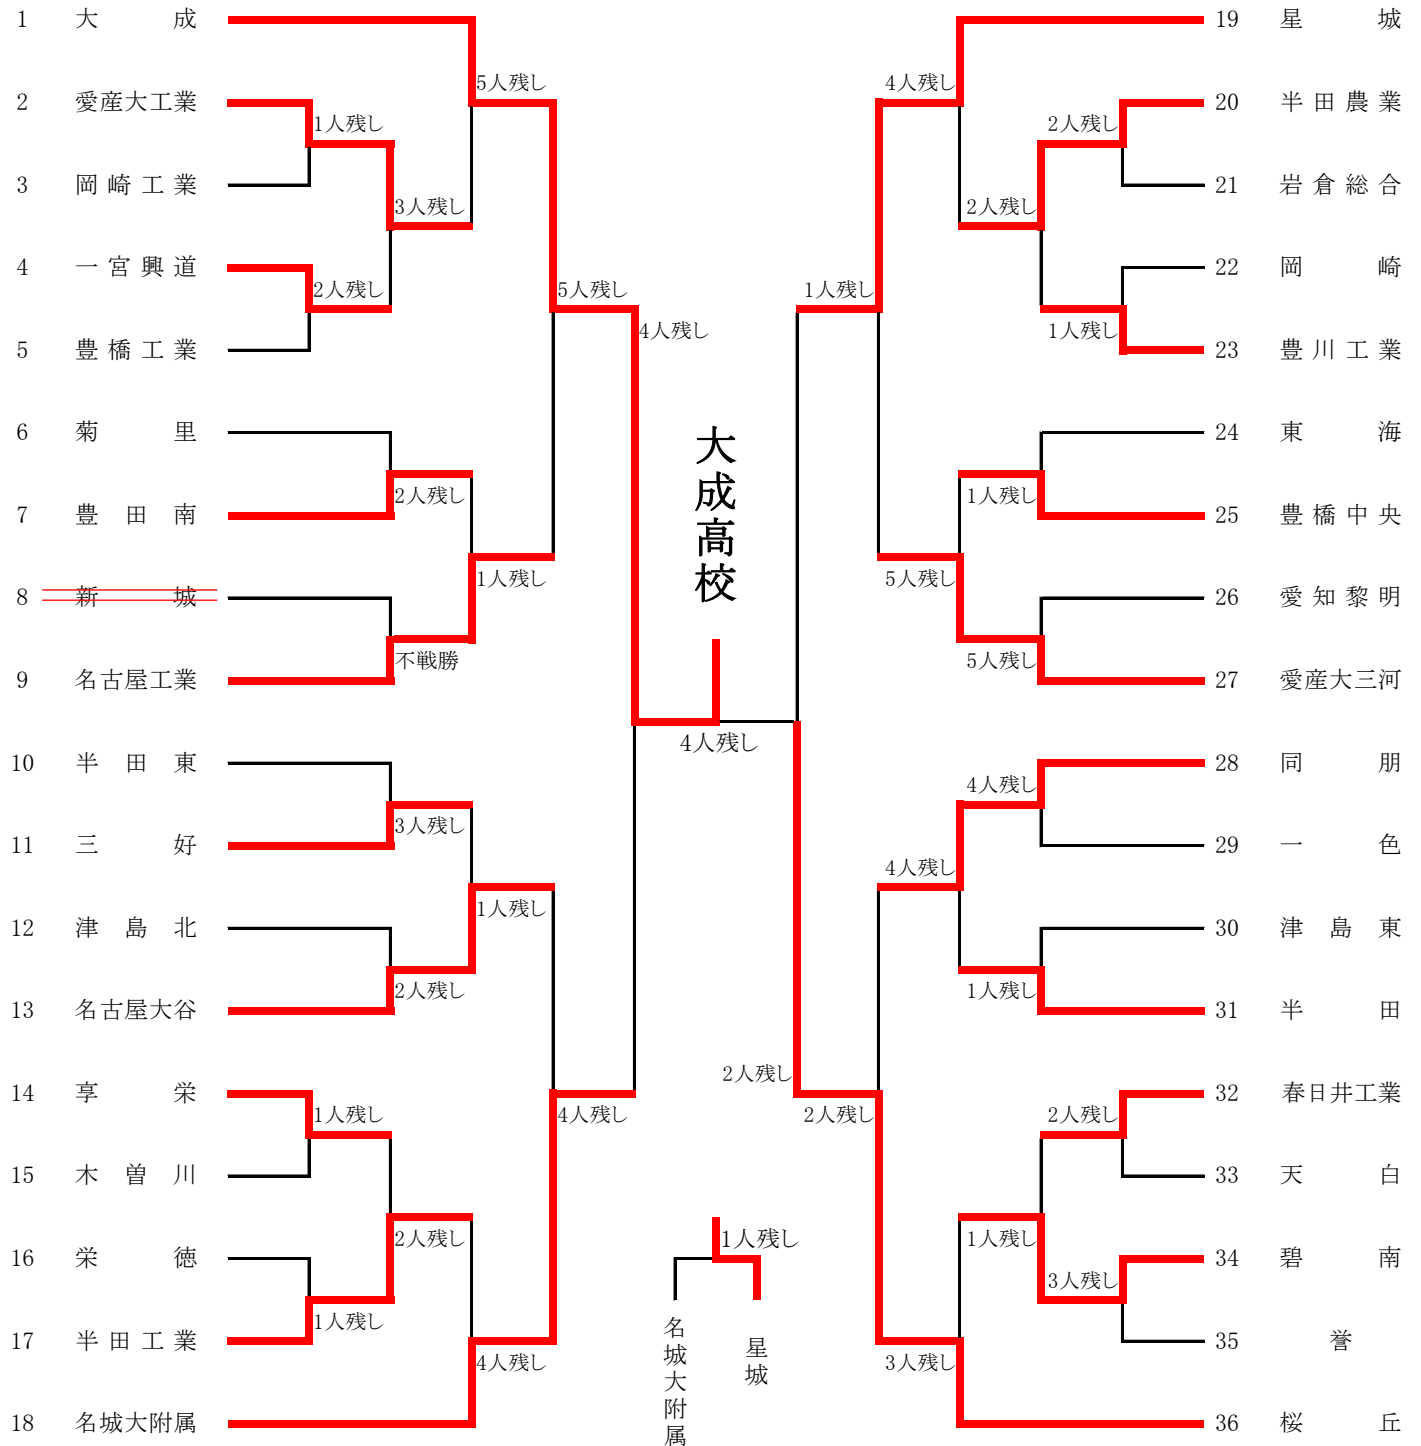 1 大成
2 愛産大工業
3 岡崎工業
4 一宮興道
5 豊橋工業
6 菊里
7 豊田南
8 新城
9 名古屋工業
10 半田東
11 三好
12 津島北
13 名古屋大谷
14 享栄
15 木曽川
16 栄徳
17 半田工業
18 名城大附属
5人残し
1人残し
3人残し
2人残し
5人残し
4人残し
2人残し
1人残し
不戦勝
3人残し
1人残し
2人残し
1人残し
4人残し
2人残し
1人残し
4人残し
大成高校
4人残し
1人残し
名城大附属
星城
4人残し
2人残し
2人残し
1人残し
1人残し
1人残し
5人残し
5人残し
4人残し
4人残し
1人残し
2人残し
2人残し
2人残し
1人残し
3人残し
3人残し
19 星城
20 半田農業
21 岩倉総合
22 岡崎
23 豊川工業
24 東海
25 豊橋中央
26 愛知黎明
27 愛産大三河
28 同朋
29 一色
30 津島東
31 半田
32 春日井工業
33 天白
34 碧南
35 誉
36 桜丘